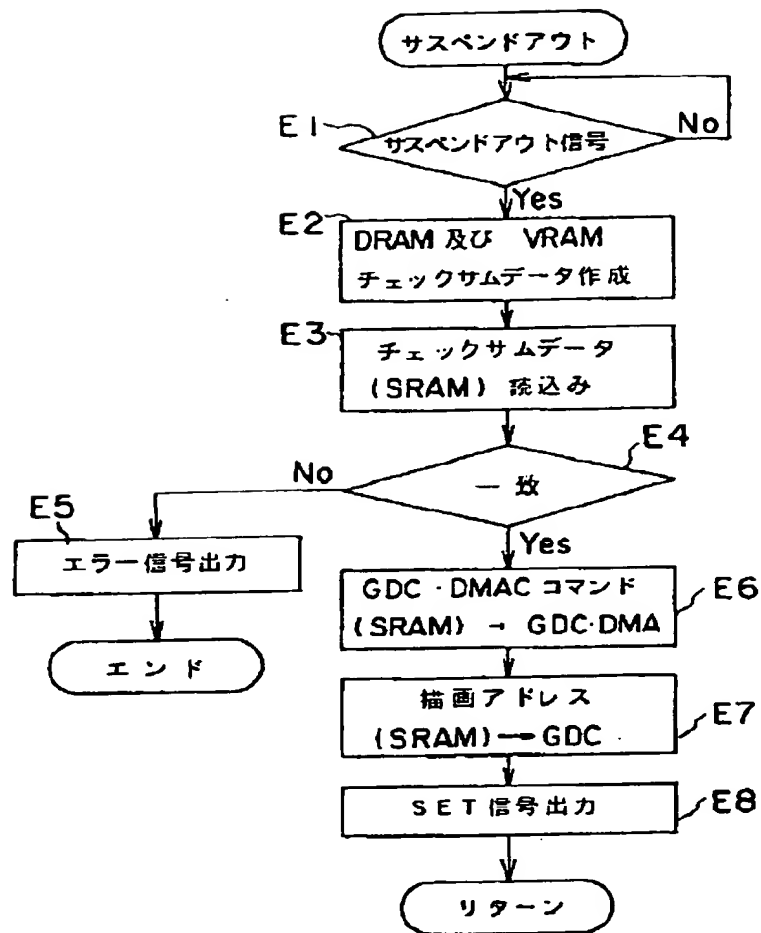 サスペンドアウト
E1
サスペンドアウト信号
No
Yes
E2
DRAM 及び VRAM
チェックサムデータ作成
E3
チェックサムデータ
(SRAM) 読込み
E4
一致
No
Yes
E5
エラー信号出力
エンド
E6
GDC・DMAC コマンド
(SRAM) → GDC・DMA
E7
描画アドレス
(SRAM) → GDC
E8
SET 信号出力
リターン